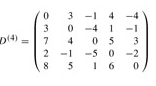 D⁽⁴⁾ =
0 3 −1 4 −4
3 0 −4 1 −1
7 4 0 5 3
2 −1 −5 0 −2
8 5 1 6 0